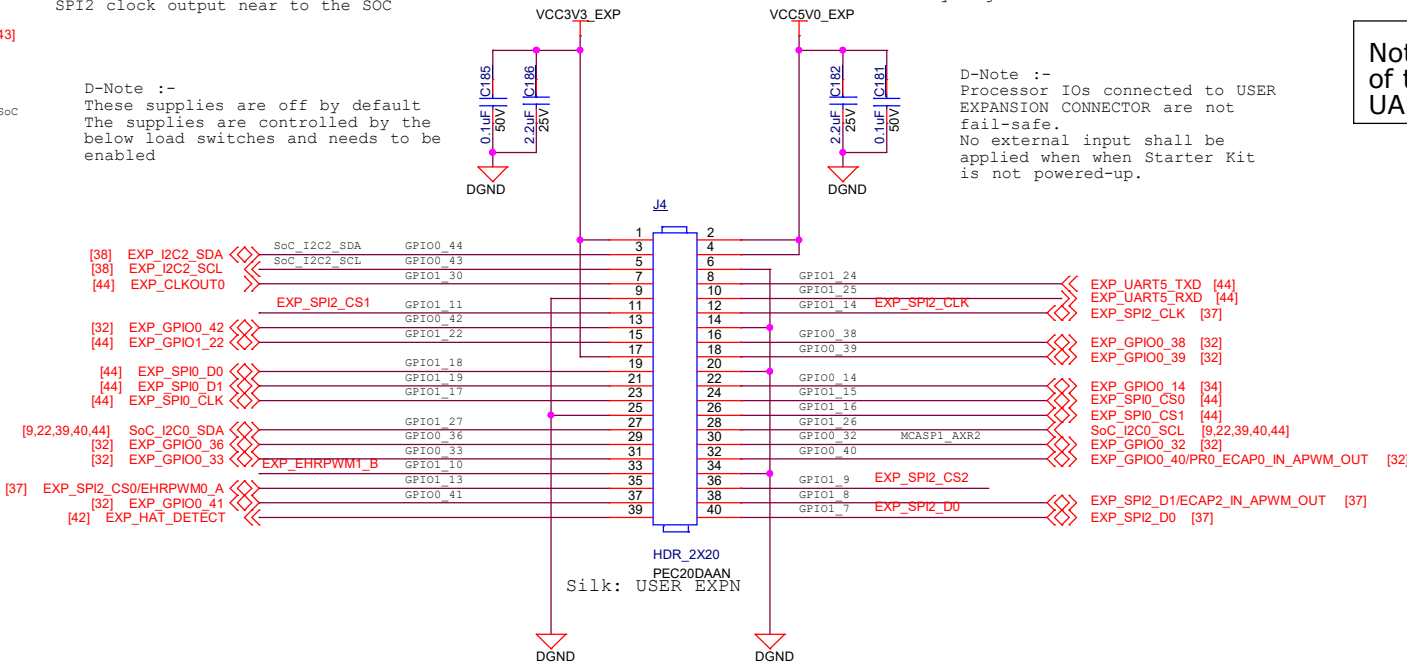 SPI2 clock output near to the SOC
43]
SoC
D-Note :-
These supplies are off by default
The supplies are controlled by the
below load switches and needs to be
enabled
VCC3V3_EXP
C185
0.1uF
50V
C186
2.2uF
25V
DGND
VCC5V0_EXP
C182
2.2uF
25V
C181
0.1uF
50V
DGND
D-Note :-
Processor IOs connected to USER
EXPANSION CONNECTOR are not
fail-safe.
No external input shall be
applied when when Starter Kit
is not powered-up.
Not
of t
UA
J4
1 2
[38] EXP_I2C2_SDA SoC_I2C2_SDA GPIO0_44 3 4
[38] EXP_I2C2_SCL SoC_I2C2_SCL GPIO0_43 5 6
[44] EXP_CLKOUT0 GPIO1_30 7 8 GPIO1_24 EXP_UART5_TXD [44]
9 10 GPIO1_25 EXP_UART5_RXD [44]
EXP_SPI2_CS1 GPIO1_11 11 12 GPIO1_14 EXP_SPI2_CLK EXP_SPI2_CLK [37]
[32] EXP_GPIO0_42 GPIO0_42 13 14
[44] EXP_GPIO1_22 GPIO1_22 15 16 GPIO0_38 EXP_GPIO0_38 [32]
17 18 GPIO0_39 EXP_GPIO0_39 [32]
[44] EXP_SPI0_D0 GPIO1_18 19 20
[44] EXP_SPI0_D1 GPIO1_19 21 22 GPIO0_14 EXP_GPIO0_14 [34]
[44] EXP_SPI0_CLK GPIO1_17 23 24 GPIO1_15 EXP_SPI0_CS0 [44]
25 26 GPIO1_16 EXP_SPI0_CS1 [44]
[9,22,39,40,44] SoC_I2C0_SDA GPIO1_27 27 28 GPIO1_26 SoC_I2C0_SCL [9,22,39,40,44]
[32] EXP_GPIO0_36 GPIO0_36 29 30 GPIO0_32 MCASP1_AXR2 EXP_GPIO0_32 [32]
[32] EXP_GPIO0_33 GPIO0_33 31 32 GPIO0_40 EXP_GPIO0_40/PR0_ECAP0_IN_APWM_OUT [32]
EXP_EHRPWM1_B GPIO1_10 33 34
[37] EXP_SPI2_CS0/EHRPWM0_A GPIO1_13 35 36 GPIO1_9 EXP_SPI2_CS2
[32] EXP_GPIO0_41 GPIO0_41 37 38 GPIO1_8 EXP_SPI2_D1/ECAP2_IN_APWM_OUT [37]
[42] EXP_HAT_DETECT 39 40 GPIO1_7 EXP_SPI2_D0 EXP_SPI2_D0 [37]
HDR_2X20
PEC20DAAN
Silk: USER EXPN
DGND
DGND